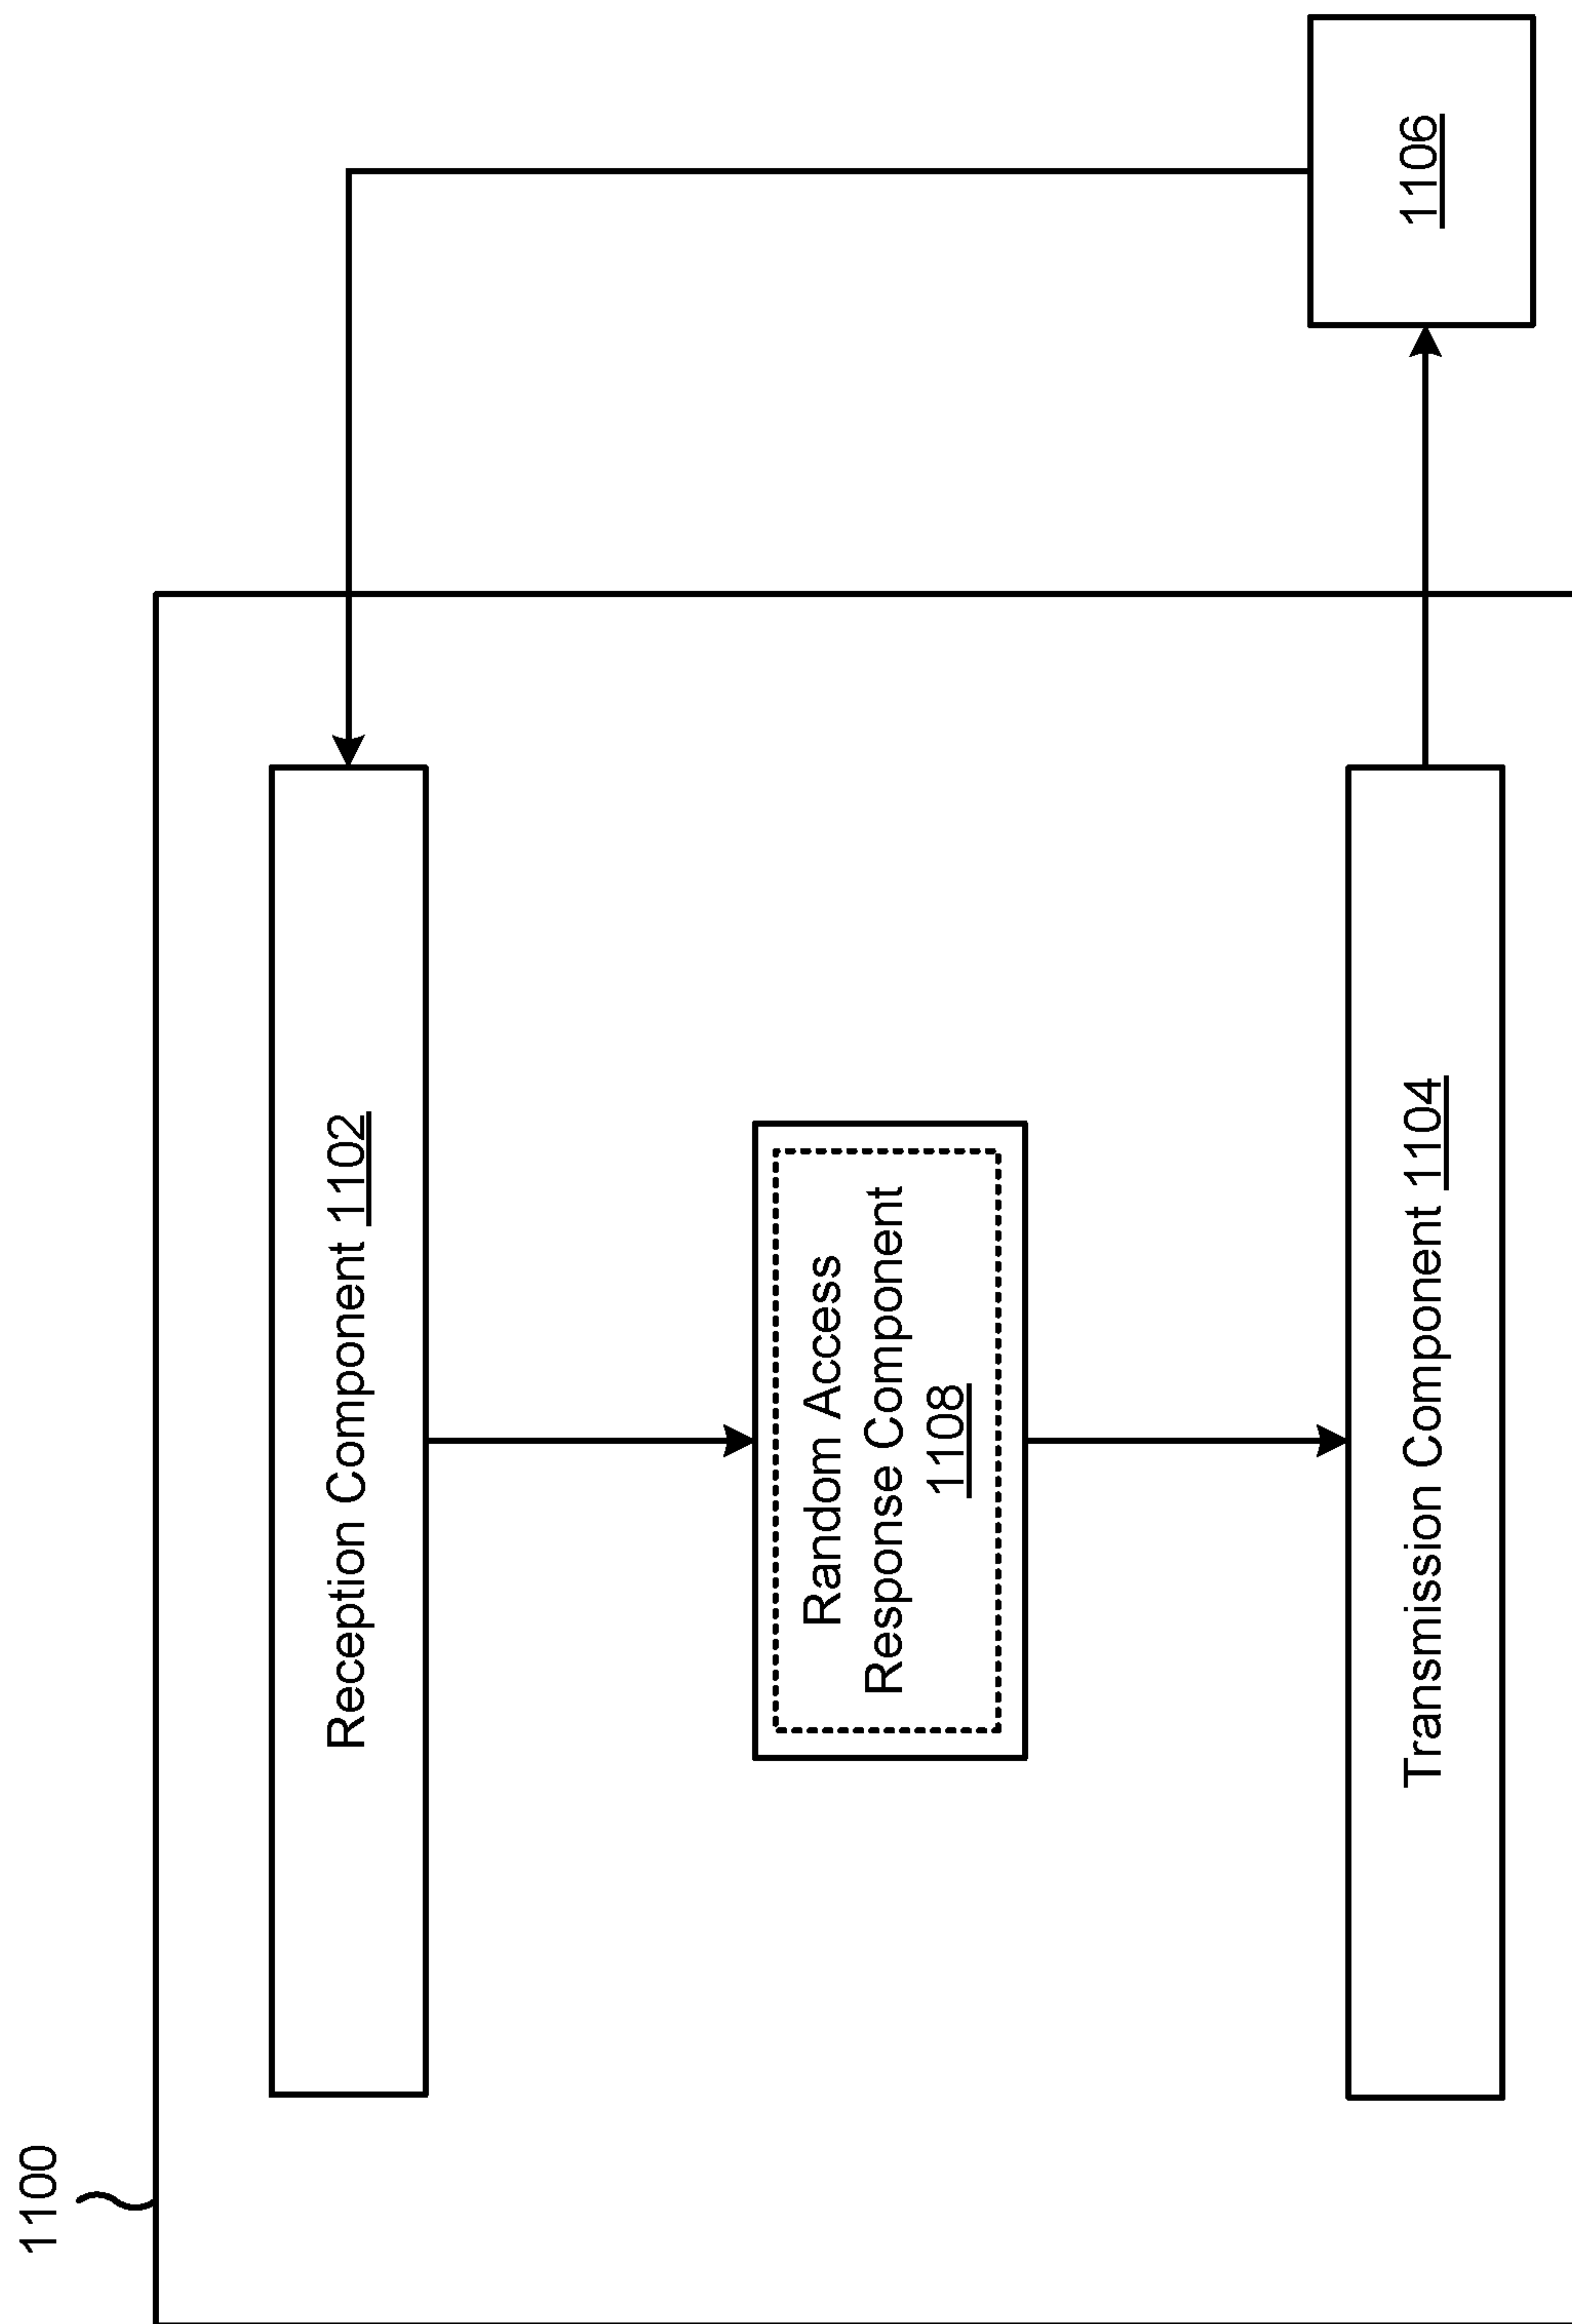 1100
Reception Component 1102
Random Access
Response Component
1108
Transmission Component 1104
1106